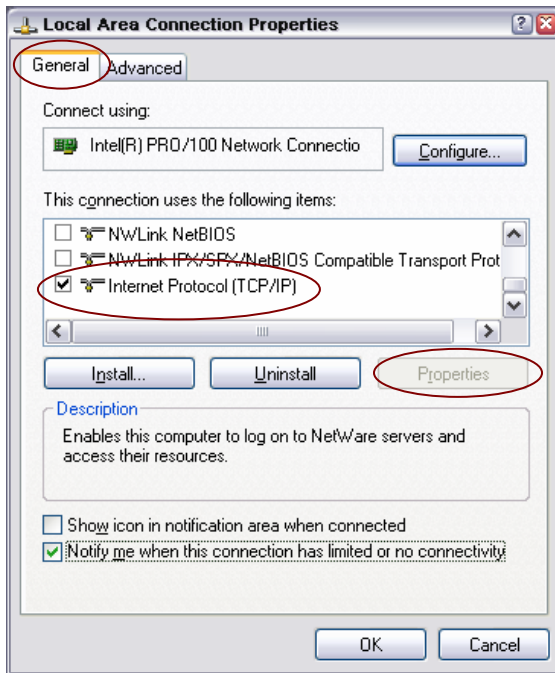 Local Area Connection Properties
General
Advanced
Connect using:
Intel(R) PRO/100 Network Connectio
Configure...
This connection uses the following items:
NWLink NetBIOS
NWLink IPX/SPX/NetBIOS Compatible Transport Prot
Internet Protocol (TCP/IP)
Install...
Uninstall
Properties
Description
Enables this computer to log on to NetWare servers and
access their resources.
Show icon in notification area when connected
Notify me when this connection has limited or no connectivity
OK
Cancel